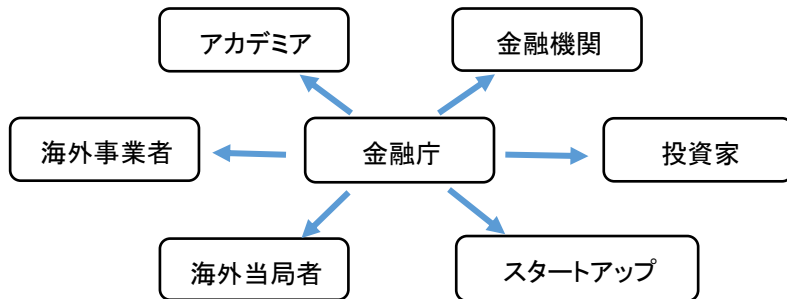 アカデミア
金融機関
海外事業者
金融庁
投資家
海外当局者
スタートアップ